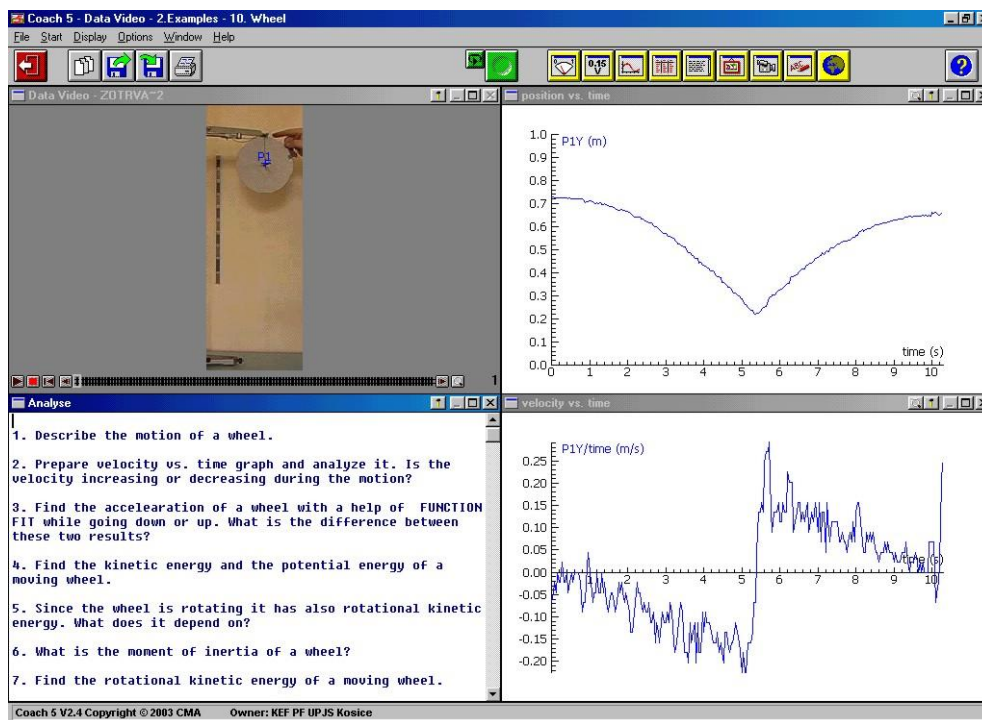 Coach 5 - Data Video - 2.Examples - 10. Wheel
File Start Display Options Window Help
0.15
V
Data Video - ZOTRVA~2
P1
1
position vs. time
P1Y (m)
1.0
0.9
0.8
0.7
0.6
0.5
0.4
0.3
0.2
0.1
0.0
time (s)
0 1 2 3 4 5 6 7 8 9 10
Analyse
1. Describe the motion of a wheel.
2. Prepare velocity vs. time graph and analyze it. Is the
velocity increasing or decreasing during the motion?
3. Find the accelearation of a wheel with a help of FUNCTION
FIT while going down or up. What is the difference between
these two results?
4. Find the kinetic energy and the potential energy of a
moving wheel.
5. Since the wheel is rotating it has also rotational kinetic
energy. What does it depend on?
6. What is the moment of inertia of a wheel?
7. Find the rotational kinetic energy of a moving wheel.
velocity vs. time
P1Y/time (m/s)
0.25
0.20
0.15
0.10
0.05
0.00
-0.05
-0.10
-0.15
-0.20
time (s)
1 2 3 4 5 6 7 8 9 10
Coach 5 V2.4 Copyright © 2003 CMA Owner: KEF PF UPJS Kosice